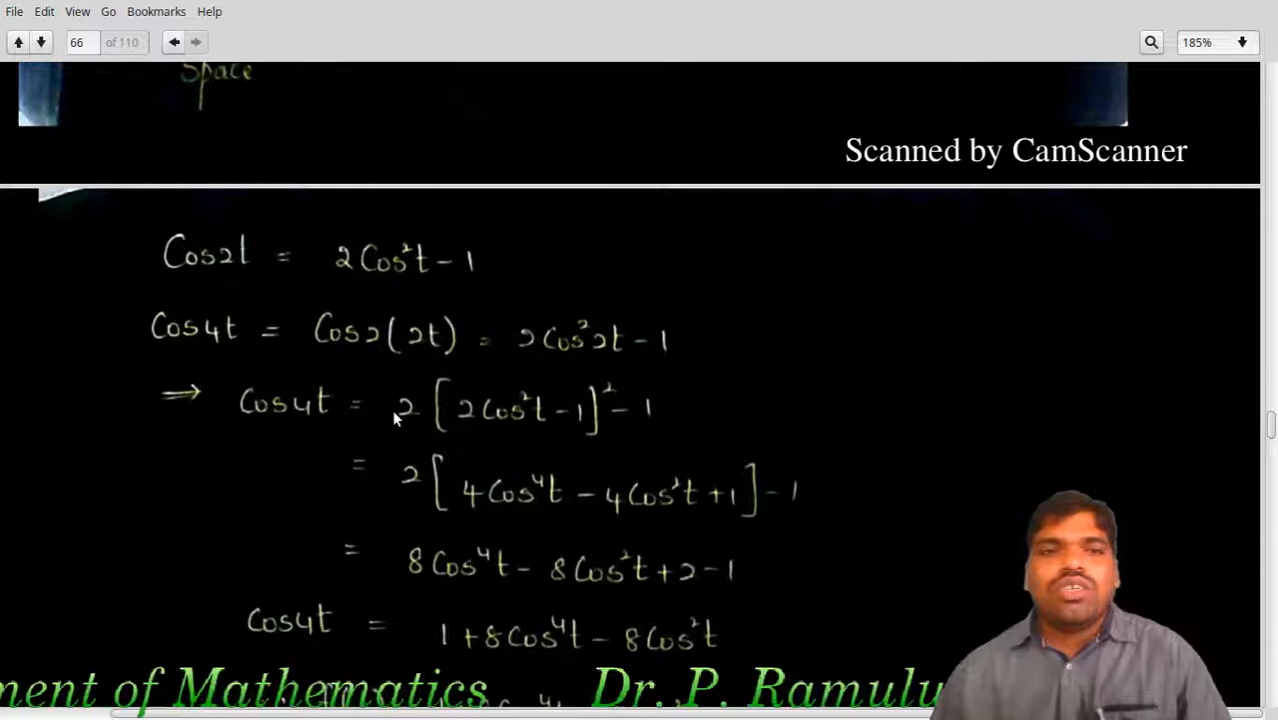 File Edit View Go Bookmarks Help
66 of 110 185%
Space
Scanned by CamScanner
Cos2t = 2Cos²t - 1
Cos4t = Cos2(2t) = 2Cos²2t - 1
⇒ Cos4t = 2[2Cos²t - 1]² - 1
= 2[4Cos⁴t - 4Cos²t + 1] - 1
= 8Cos⁴t - 8Cos²t + 2 - 1
Cos4t = 1 + 8Cos⁴t - 8Cos²t
ment of Mathematics Dr. P. Ramulu